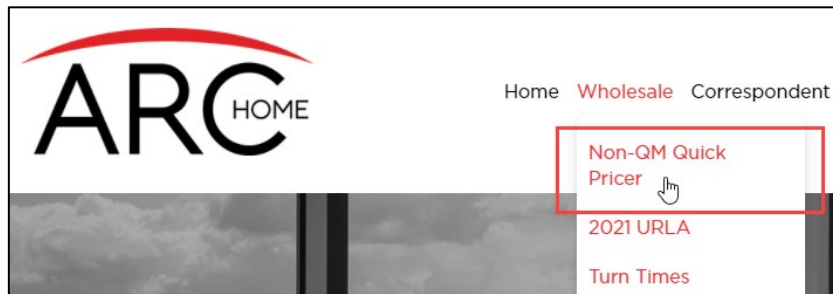 ARC HOME
Home Wholesale Correspondent
Non-QM Quick
Pricer
2021 URLA
Turn Times